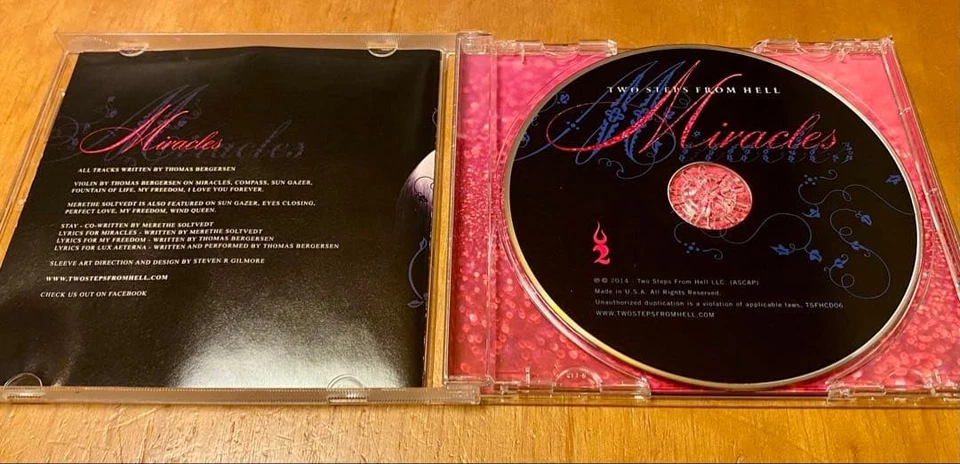 Miracles
ALL TRACKS WRITTEN BY THOMAS BERGERSEN
VIOLIN BY THOMAS BERGERSEN ON MIRACLES, COMPASS, SUN GAZER,
FOUNTAIN OF LIFE, MY FREEDOM, I LOVE YOU FOREVER.
MERETHE SOLTVEDT IS ALSO FEATURED ON SUN GAZER, EYES CLOSING,
PERFECT LOVE, MY FREEDOM, WIND QUEEN.
STAY - CO-WRITTEN BY MERETHE SOLTVEDT
LYRICS FOR MIRACLES - WRITTEN BY MERETHE SOLTVEDT
LYRICS FOR MY FREEDOM - WRITTEN BY THOMAS BERGERSEN
LYRICS FOR LUX AETERNA - WRITTEN AND PERFORMED BY THOMAS BERGERSEN
SLEEVE ART DIRECTION AND DESIGN BY STEVEN R GILMORE
WWW.TWOSTEPSFROMHELL.COM
CHECK US OUT ON FACEBOOK
TWO STEPS FROM HELL
Miracles
2
℗ © 2014 - Two Steps From Hell LLC. (ASCAP)
Made in U.S.A. All Rights Reserved.
Unauthorized duplication is a violation of applicable laws. TSFHCD06
WWW.TWOSTEPSFROMHELL.COM